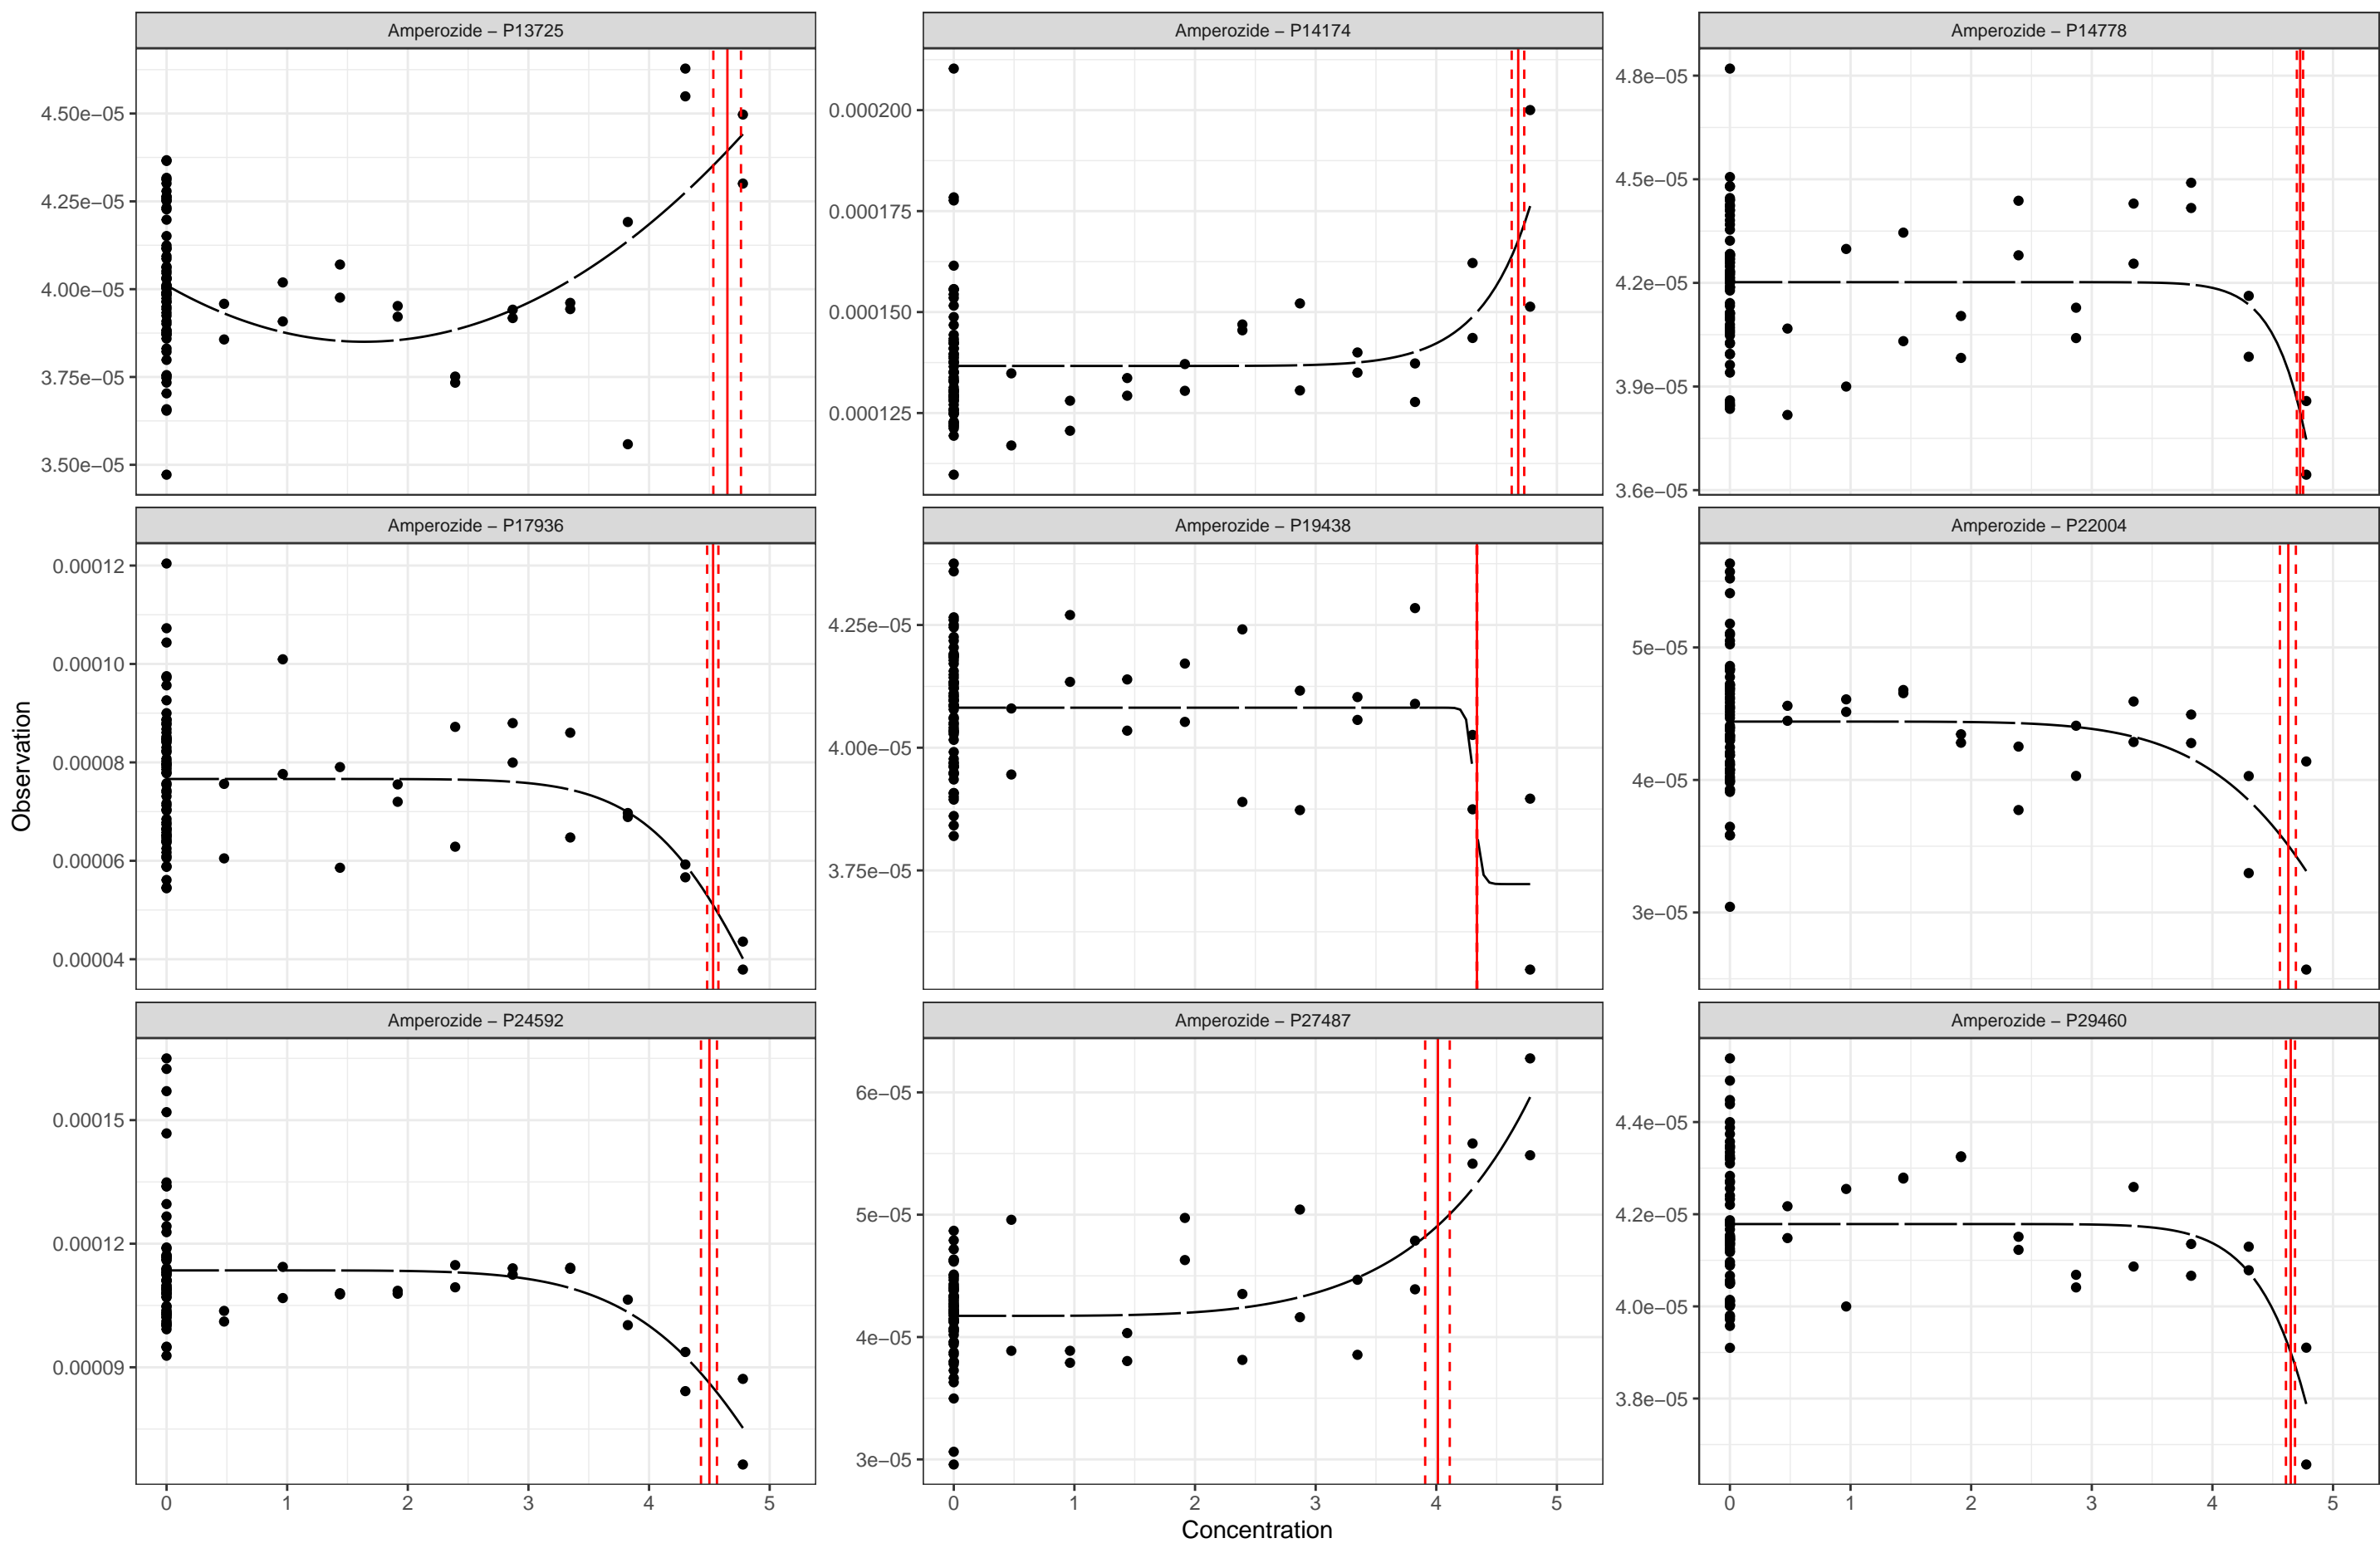 Amperozide − P13725
Amperozide − P14174
Amperozide − P14778
4.50e−05
4.25e−05
4.00e−05
3.75e−05
3.50e−05
0.000200
0.000175
0.000150
0.000125
4.8e−05
4.5e−05
4.2e−05
3.9e−05
3.6e−05
Amperozide − P17936
Amperozide − P19438
Amperozide − P22004
0.00012
0.00010
0.00008
0.00006
0.00004
4.25e−05
4.00e−05
3.75e−05
5e−05
4e−05
3e−05
Observation
Amperozide − P24592
Amperozide − P27487
Amperozide − P29460
0.00015
0.00012
0.00009
6e−05
5e−05
4e−05
3e−05
4.4e−05
4.2e−05
4.0e−05
3.8e−05
0 1 2 3 4 5
0 1 2 3 4 5
0 1 2 3 4 5
Concentration